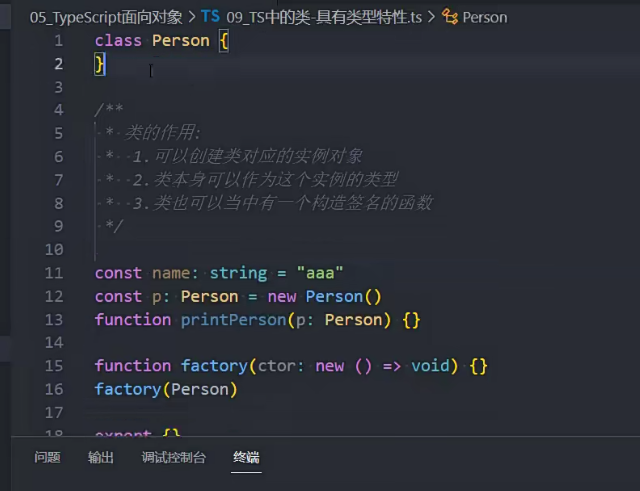 05_TypeScript面向对象 > TS 09_TS中的类-具有类型特性.ts > Person
1 class Person {
2 }
3
4 /**
5 * 类的作用:
6 * 1.可以创建类对应的实例对象
7 * 2.类本身可以作为这个实例的类型
8 * 3.类也可以当中有一个构造签名的函数
9 */
10
11 const name: string = "aaa"
12 const p: Person = new Person()
13 function printPerson(p: Person) {}
14
15 function factory(ctor: new () => void) {}
16 factory(Person)
17
18 export {}
问题 输出 调试控制台 终端